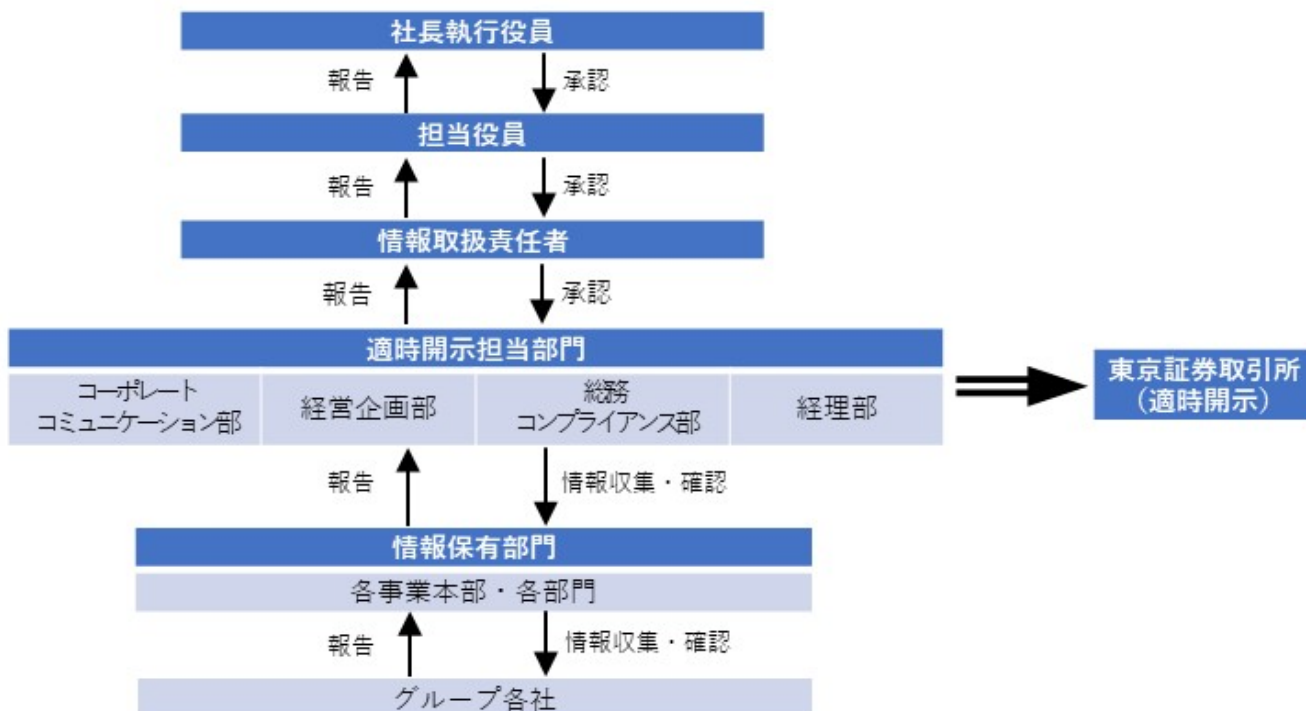 社長執行役員
報告
承認
担当役員
報告
承認
情報取扱責任者
報告
承認
適時開示担当部門
コーポレート
コミュニケーション部
経営企画部
総務
コンプライアンス部
経理部
東京証券取引所
（適時開示）
報告
情報収集・確認
情報保有部門
各事業本部・各部門
報告
情報収集・確認
グループ各社